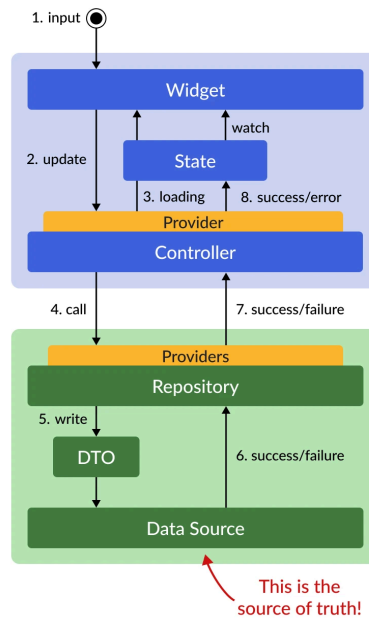 1. input
Widget
watch
2. update
State
3. loading
8. success/error
Provider
Controller
4. call
7. success/failure
Providers
Repository
5. write
DTO
6. success/failure
Data Source
This is the
source of truth!